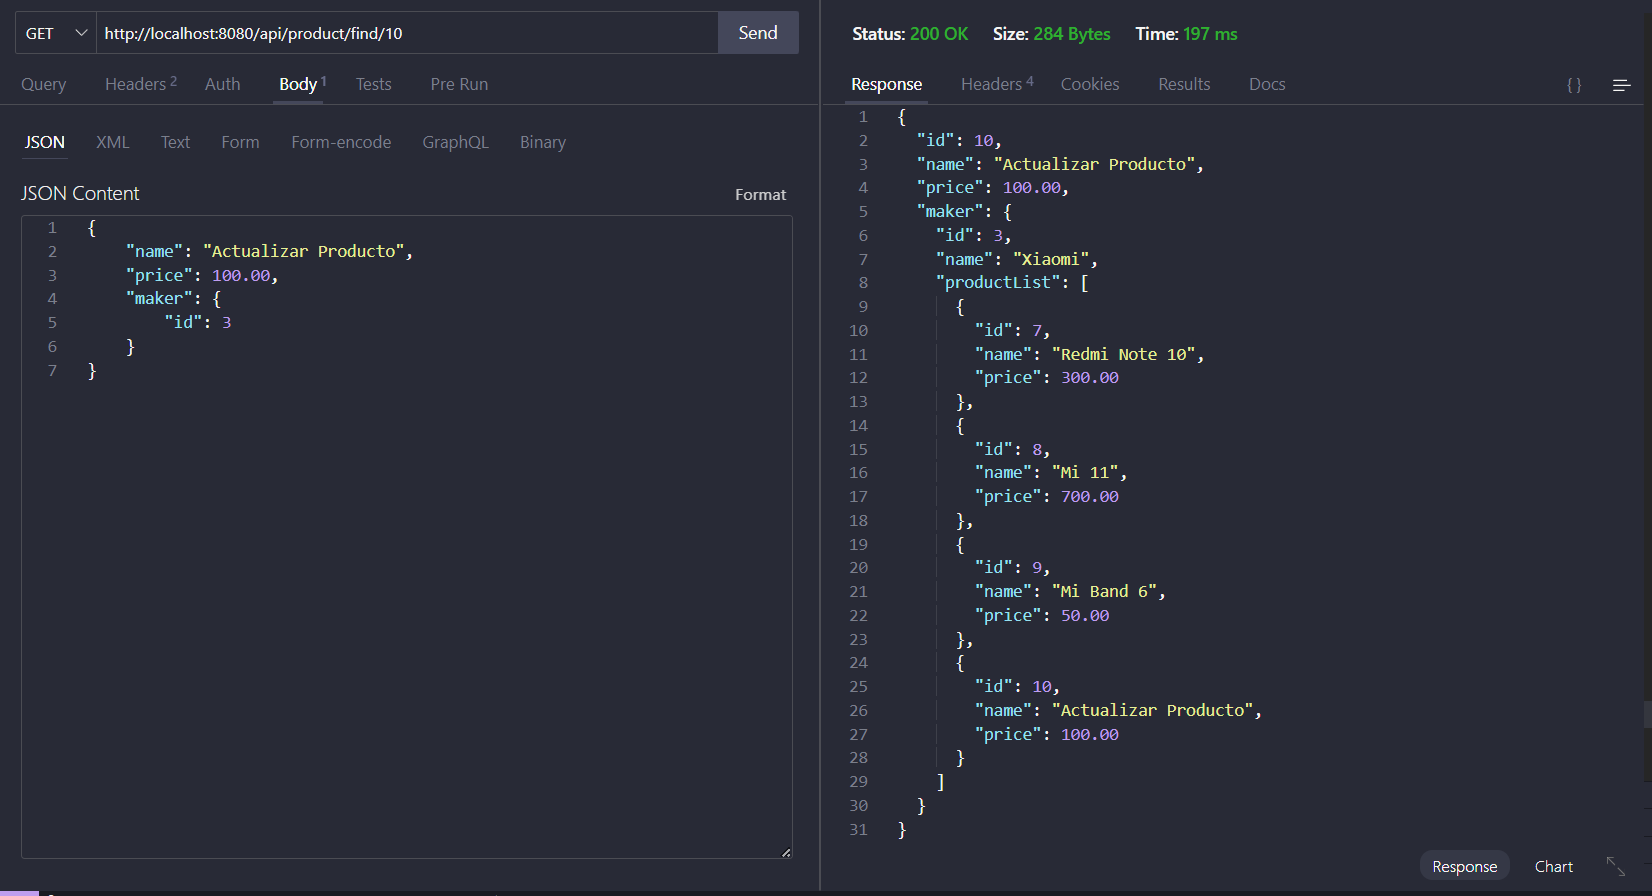 GET http://localhost:8080/api/product/find/10 Send
Query Headers 2 Auth Body 1 Tests Pre Run
JSON XML Text Form Form-encode GraphQL Binary
JSON Content Format
1 {
2 "name": "Actualizar Producto",
3 "price": 100.00,
4 "maker": {
5 "id": 3
6 }
7 }
Status: 200 OK Size: 284 Bytes Time: 197 ms
Response Headers 4 Cookies Results Docs { }
1 {
2 "id": 10,
3 "name": "Actualizar Producto",
4 "price": 100.00,
5 "maker": {
6 "id": 3,
7 "name": "Xiaomi",
8 "productList": [
9 {
10 "id": 7,
11 "name": "Redmi Note 10",
12 "price": 300.00
13 },
14 {
15 "id": 8,
16 "name": "Mi 11",
17 "price": 700.00
18 },
19 {
20 "id": 9,
21 "name": "Mi Band 6",
22 "price": 50.00
23 },
24 {
25 "id": 10,
26 "name": "Actualizar Producto",
27 "price": 100.00
28 }
29 ]
30 }
31 }
Response Chart